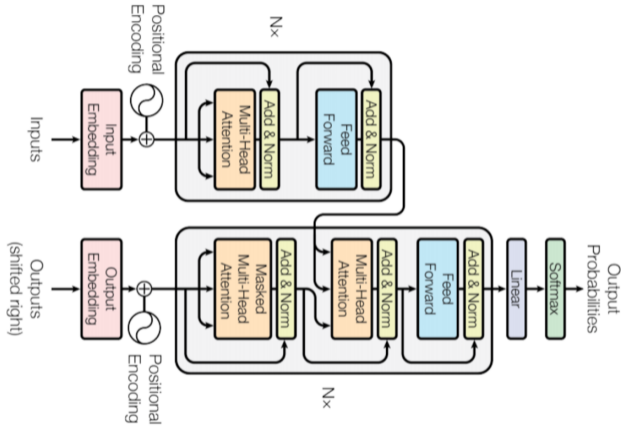 Output
Probabilities
Softmax
Linear
Add & Norm
Feed
Forward
Add & Norm
Multi-Head
Attention
Add & Norm
Masked
Multi-Head
Attention
Nx
Output
Embedding
Positional
Encoding
Outputs
(shifted right)
Add & Norm
Feed
Forward
Add & Norm
Multi-Head
Attention
Nx
Positional
Encoding
Input
Embedding
Inputs